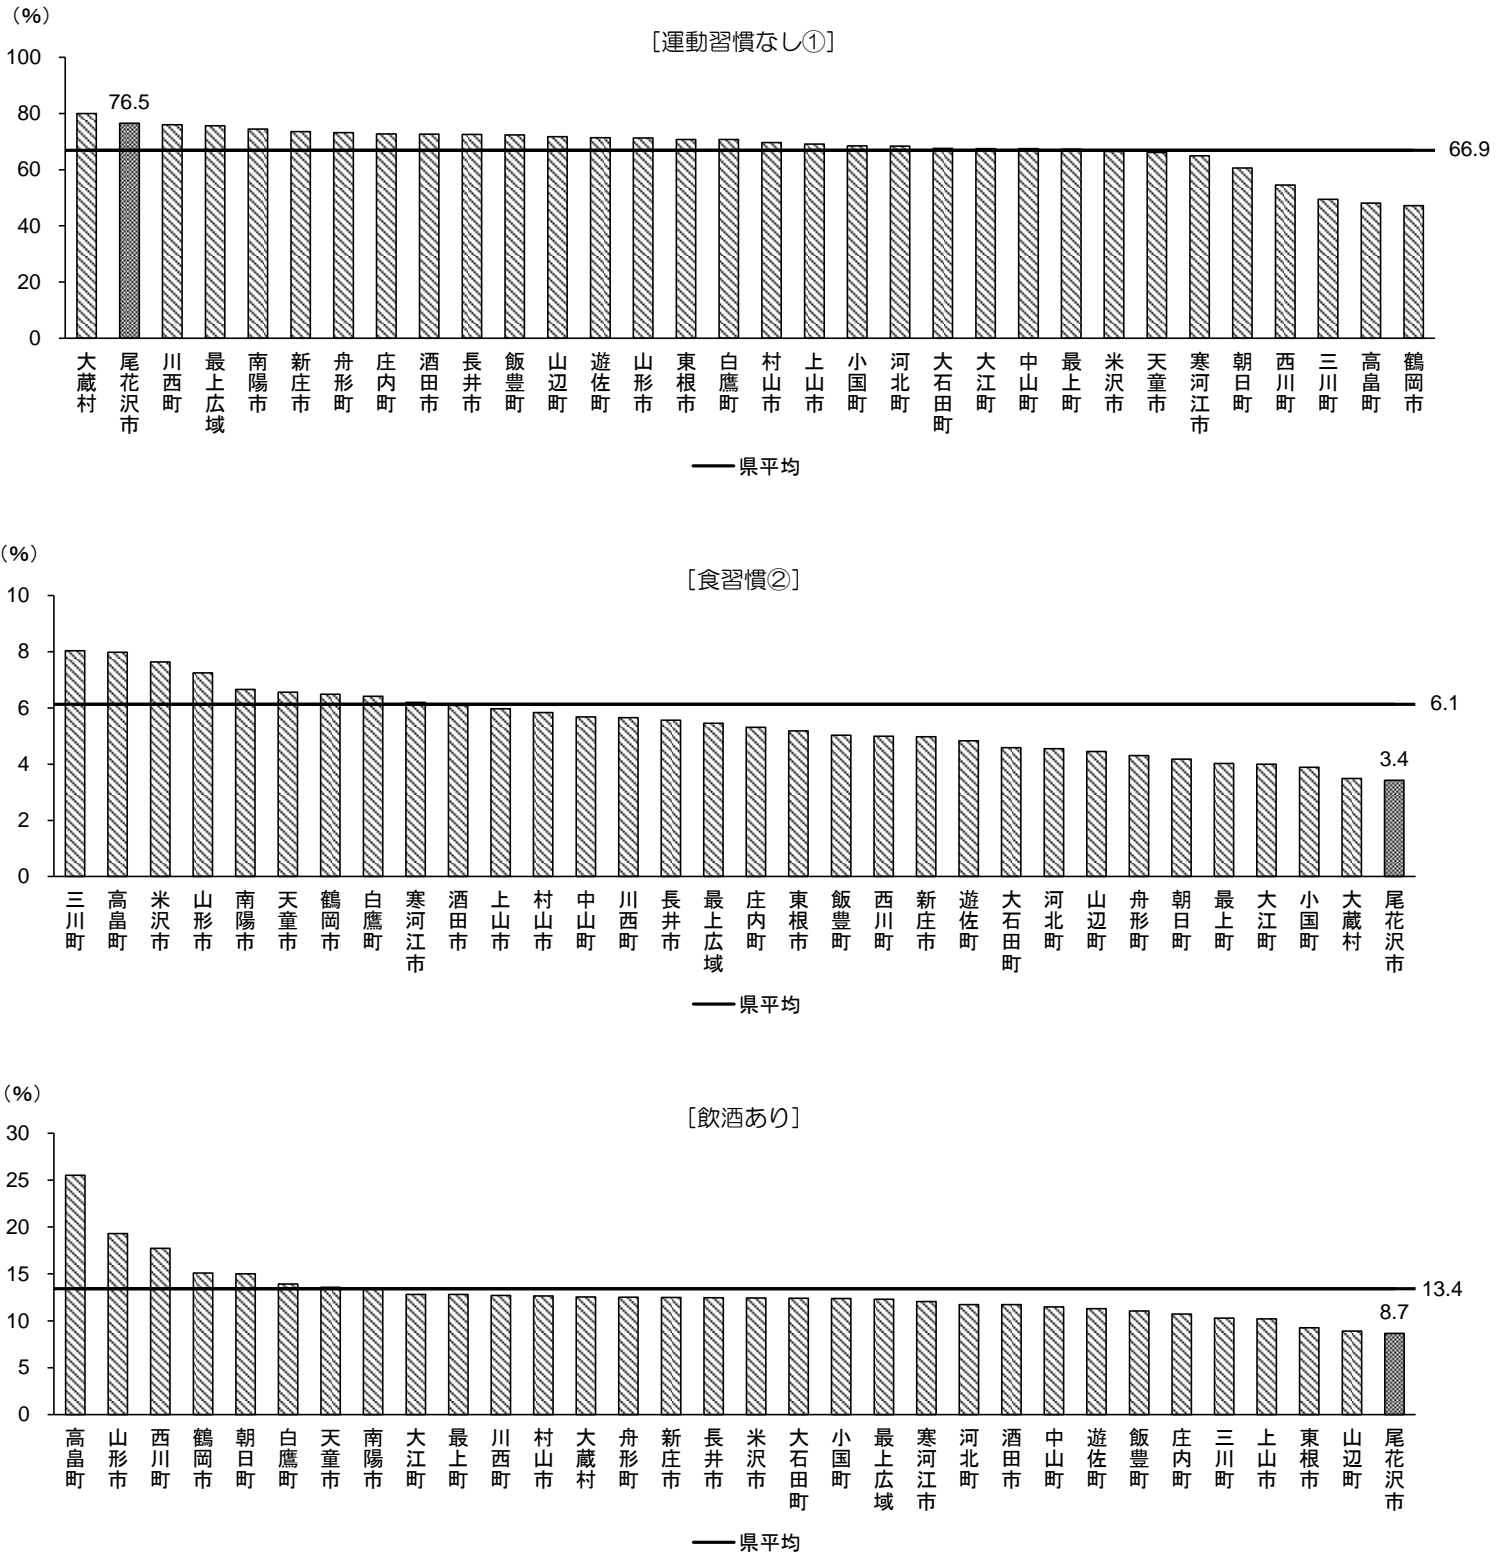 （%）
［運動習慣なし①］
100
80
60
40
20
0
76.5
66.9
大蔵村
尾花沢市
川西町
最上広域
南陽市
新庄市
舟形町
庄内町
酒田市
長井市
飯豊町
山辺町
遊佐町
山形市
東根市
白鷹町
村山市
上山市
小国町
河北町
大石田町
大江町
中山町
最上町
米沢市
天童市
寒河江市
朝日町
西川町
三川町
高畠町
鶴岡市
県平均
（%）
［食習慣②］
10
8
6
4
2
0
6.1
3.4
三川町
高畠町
米沢市
山形市
南陽市
天童市
鶴岡市
白鷹町
寒河江市
酒田市
上山市
村山市
中山町
川西町
長井市
最上広域
庄内町
東根市
飯豊町
西川町
新庄市
遊佐町
大石田町
河北町
山辺町
舟形町
朝日町
最上町
大江町
小国町
大蔵村
尾花沢市
県平均
（%）
［飲酒あり］
30
25
20
15
10
5
0
13.4
8.7
高畠町
山形市
西川町
鶴岡市
朝日町
白鷹町
天童市
南陽市
大江町
最上町
川西町
村山市
大蔵村
舟形町
新庄市
長井市
米沢市
大石田町
小国町
最上広域
寒河江市
河北町
酒田市
中山町
遊佐町
飯豊町
庄内町
三川町
上山市
東根市
山辺町
尾花沢市
県平均